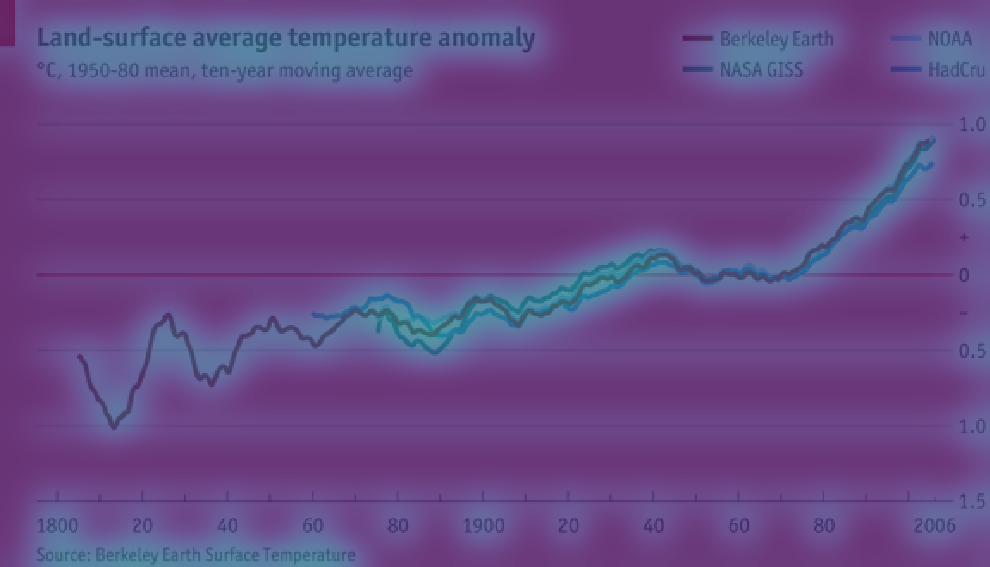 Land-surface average temperature anomaly
°C, 1950-80 mean, ten-year moving average
Berkeley Earth
NOAA
NASA GISS
HadCru
1.0
0.5
+
0
–
0.5
1.0
1.5
1800 20 40 60 80 1900 20 40 60 80 2006
Source: Berkeley Earth Surface Temperature